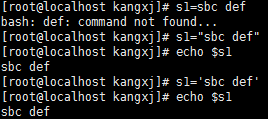 [root@localhost kangxj]# s1=sbc def
bash: def: command not found...
[root@localhost kangxj]# s1="sbc def"
[root@localhost kangxj]# echo $s1
sbc def
[root@localhost kangxj]# s1='sbc def'
[root@localhost kangxj]# echo $s1
sbc def